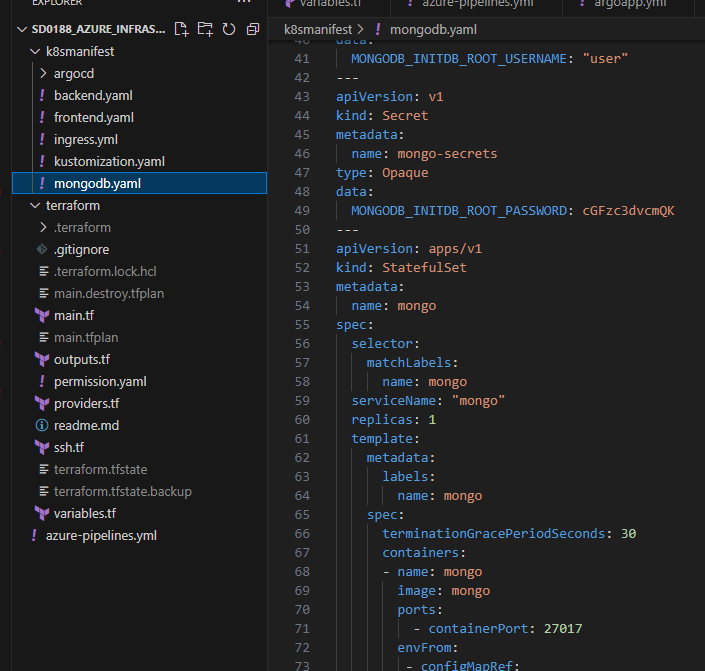 EXPLORER
SD0188_AZURE_INFRAS...
k8smanifest
argocd
! backend.yaml
! frontend.yaml
! ingress.yml
! kustomization.yaml
! mongodb.yaml
terraform
.terraform
.gitignore
.terraform.lock.hcl
main.destroy.tfplan
main.tf
main.tfplan
outputs.tf
! permission.yaml
providers.tf
readme.md
ssh.tf
terraform.tfstate
terraform.tfstate.backup
variables.tf
! azure-pipelines.yml
variables.tf ! azure-pipelines.yml ! argoapp.yml
k8smanifest > ! mongodb.yaml
40 data:
41 MONGODB_INITDB_ROOT_USERNAME: "user"
42 ---
43 apiVersion: v1
44 kind: Secret
45 metadata:
46 name: mongo-secrets
47 type: Opaque
48 data:
49 MONGODB_INITDB_ROOT_PASSWORD: cGFzc3dvcmQK
50 ---
51 apiVersion: apps/v1
52 kind: StatefulSet
53 metadata:
54 name: mongo
55 spec:
56 selector:
57 matchLabels:
58 name: mongo
59 serviceName: "mongo"
60 replicas: 1
61 template:
62 metadata:
63 labels:
64 name: mongo
65 spec:
66 terminationGracePeriodSeconds: 30
67 containers:
68 - name: mongo
69 image: mongo
70 ports:
71 - containerPort: 27017
72 envFrom:
73 - configMapRef: